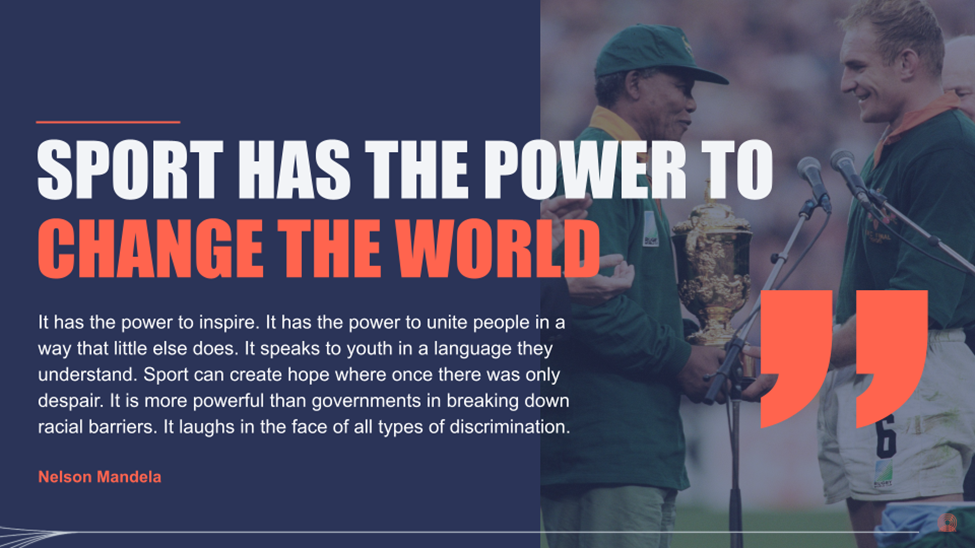 SPORT HAS THE POWER TO
CHANGE THE WORLD
It has the power to inspire. It has the power to unite people in a
way that little else does. It speaks to youth in a language they
understand. Sport can create hope where once there was only
despair. It is more powerful than governments in breaking down
racial barriers. It laughs in the face of all types of discrimination.
Nelson Mandela
6